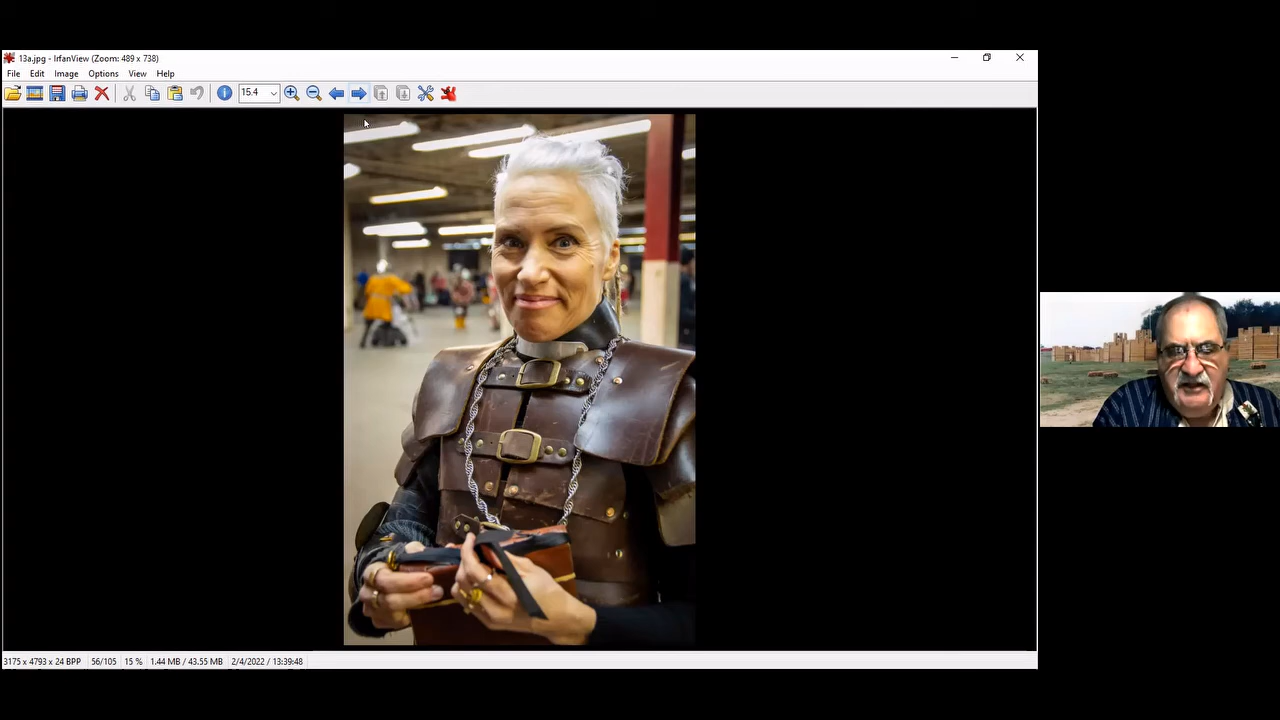 13a.jpg - IrfanView (Zoom: 489 x 738)
File Edit Image Options View Help
15.4
3175 x 4793 x 24 BPP 56/105 15 % 1.44 MB / 43.55 MB 2/4/2022 / 13:39:48